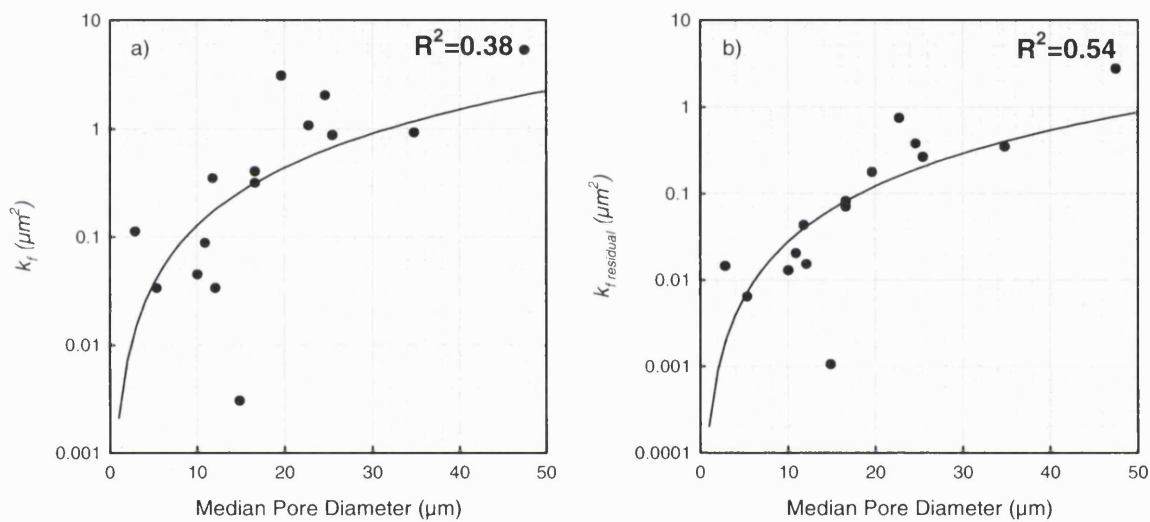 a)
R²=0.38
10
1
0.1
0.01
0.001
k_f (µm²)
0
10
20
30
40
50
Median Pore Diameter (µm)
b)
R²=0.54
10
1
0.1
0.01
0.001
0.0001
k_f residual (µm²)
0
10
20
30
40
50
Median Pore Diameter (µm)